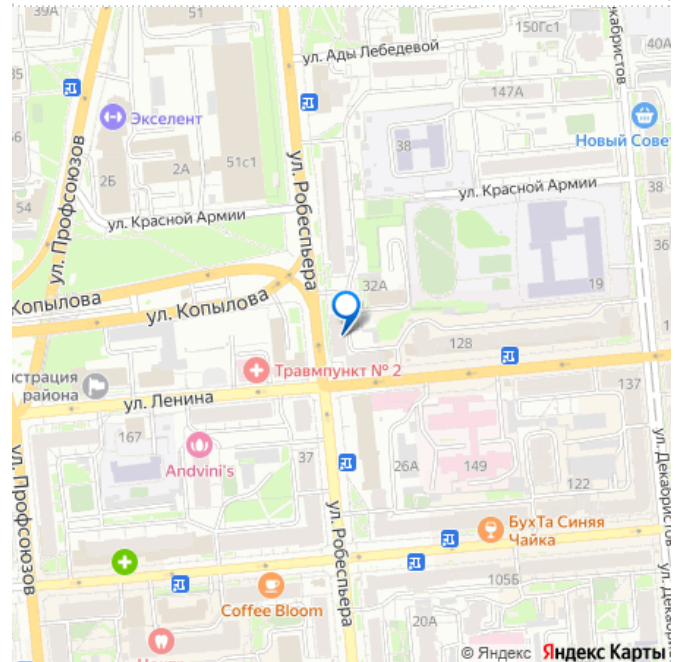 39А
51
150Гс1
40А
ул. Ады Лебедевой
Декабристов
147А
Экселент
Новый Совет
38
51с1
2А
2Б
54
ул. Профсоюзов
ул. Робеспьера
ул. Красной Армии
ул. Красной Армии
38
36
19
32А
Копылова
ул. Копылова
128
Травмпункт № 2
137
района
ул. Ленина
167
Andvini's
37
26А
149
122
ул. Профсоюзов
ул. Робеспьера
ул. Декабристов
БухТа Синяя
Чайка
105Б
Coffee Bloom
20А
© Яндекс Яндекс Карты